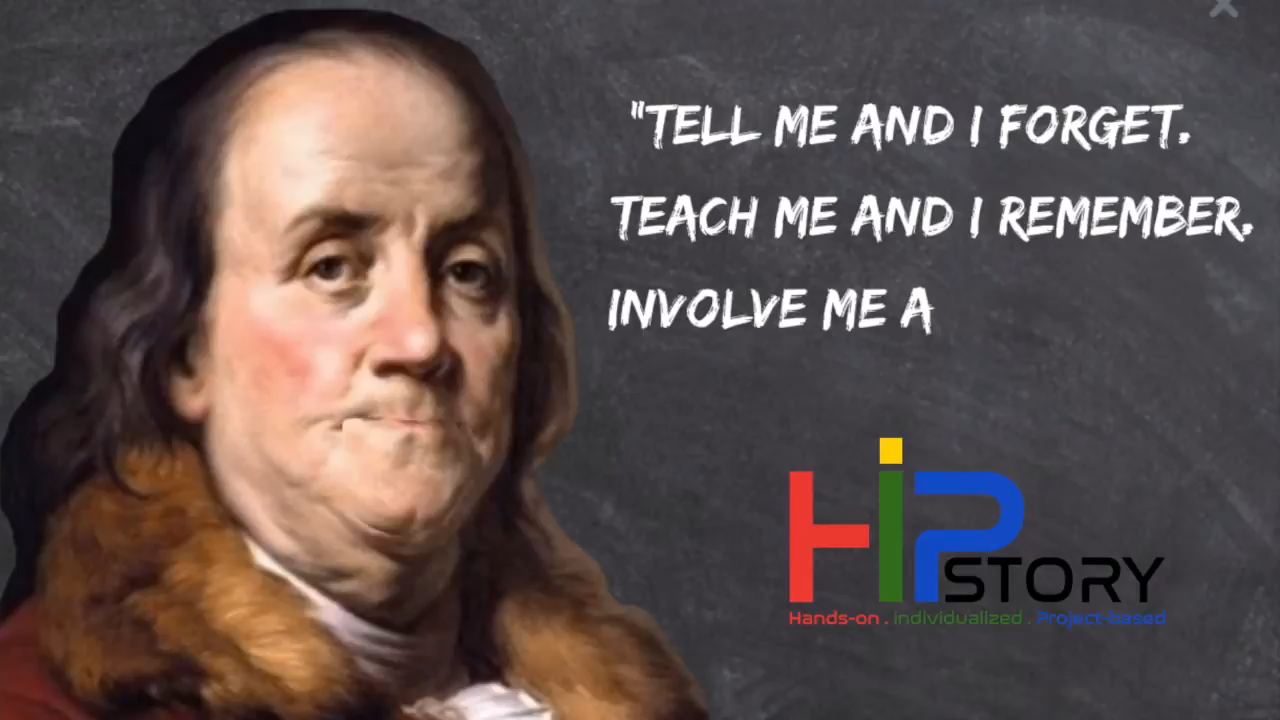 "TELL ME AND I FORGET.
TEACH ME AND I REMEMBER.
INVOLVE ME A
HiPSTORY
Hands-on . Individualized . Project-based